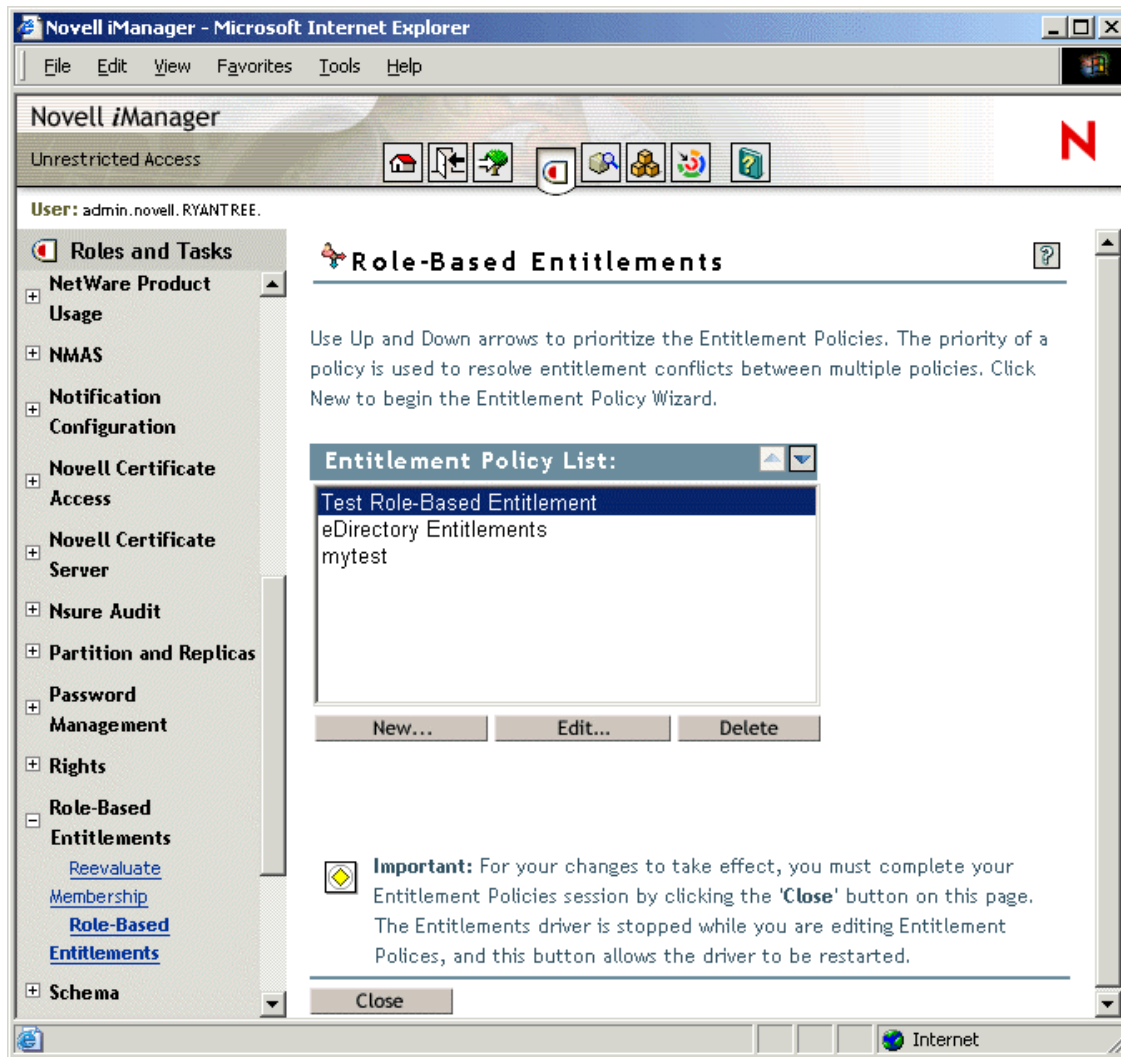 Novell iManager - Microsoft Internet Explorer
File Edit View Favorites Tools Help
Novell iManager
Unrestricted Access
N
User: admin.novell.RYANTREE.
Roles and Tasks
NetWare Product
Usage
NMAS
Notification
Configuration
Novell Certificate
Access
Novell Certificate
Server
Nsure Audit
Partition and Replicas
Password
Management
Rights
Role-Based
Entitlements
Reevaluate
Membership
Role-Based
Entitlements
Schema
Role-Based Entitlements
?
Use Up and Down arrows to prioritize the Entitlement Policies. The priority of a
policy is used to resolve entitlement conflicts between multiple policies. Click
New to begin the Entitlement Policy Wizard.
Entitlement Policy List:
Test Role-Based Entitlement
eDirectory Entitlements
mytest
New... Edit... Delete
Important: For your changes to take effect, you must complete your
Entitlement Policies session by clicking the 'Close' button on this page.
The Entitlements driver is stopped while you are editing Entitlement
Polices, and this button allows the driver to be restarted.
Close
Internet